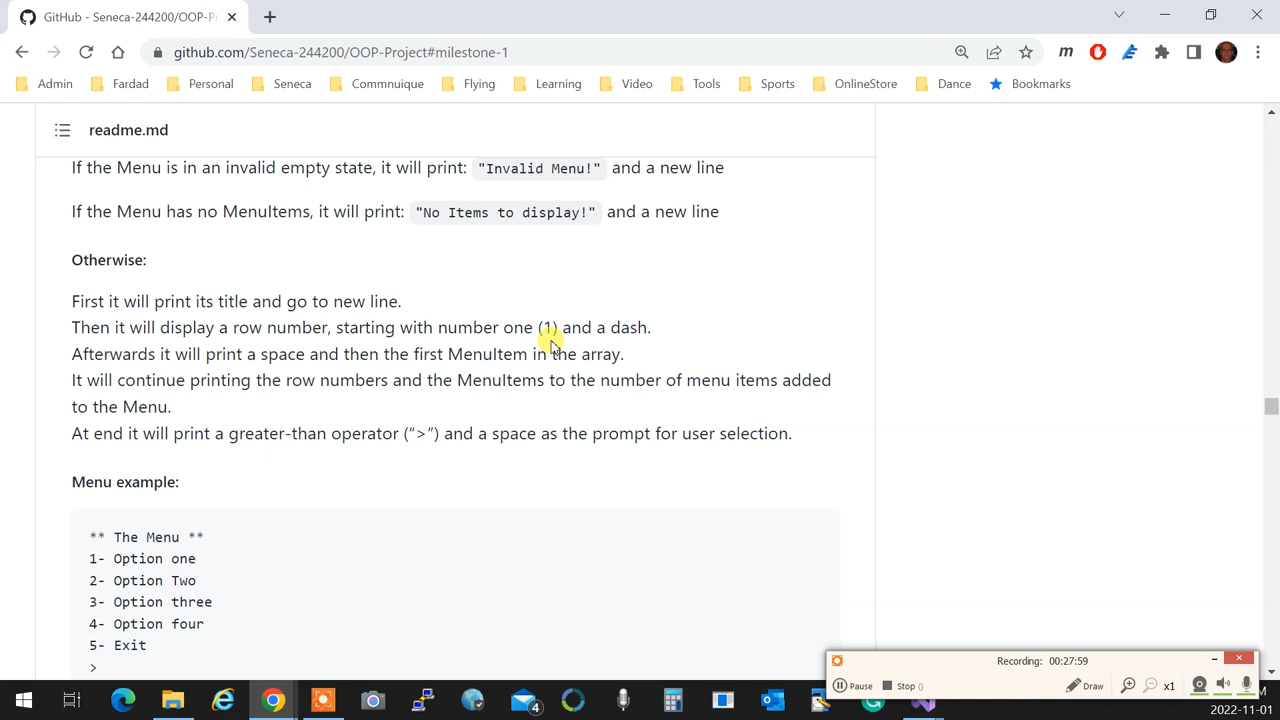 GitHub - Seneca-244200/OOP-P
github.com/Seneca-244200/OOP-Project#milestone-1
Admin Fardad Personal Seneca Commnuique Flying Learning Video Tools Sports OnlineStore Dance Bookmarks
readme.md
If the Menu is in an invalid empty state, it will print: "Invalid Menu!" and a new line
If the Menu has no MenuItems, it will print: "No Items to display!" and a new line
Otherwise:
First it will print its title and go to new line.
Then it will display a row number, starting with number one (1) and a dash.
Afterwards it will print a space and then the first MenuItem in the array.
It will continue printing the row numbers and the MenuItems to the number of menu items added
to the Menu.
At end it will print a greater-than operator (“>”) and a space as the prompt for user selection.
Menu example:
** The Menu **
1- Option one
2- Option Two
3- Option three
4- Option four
5- Exit
>
Recording: 00:27:59
Pause Stop () Draw x1
4
2022-11-01